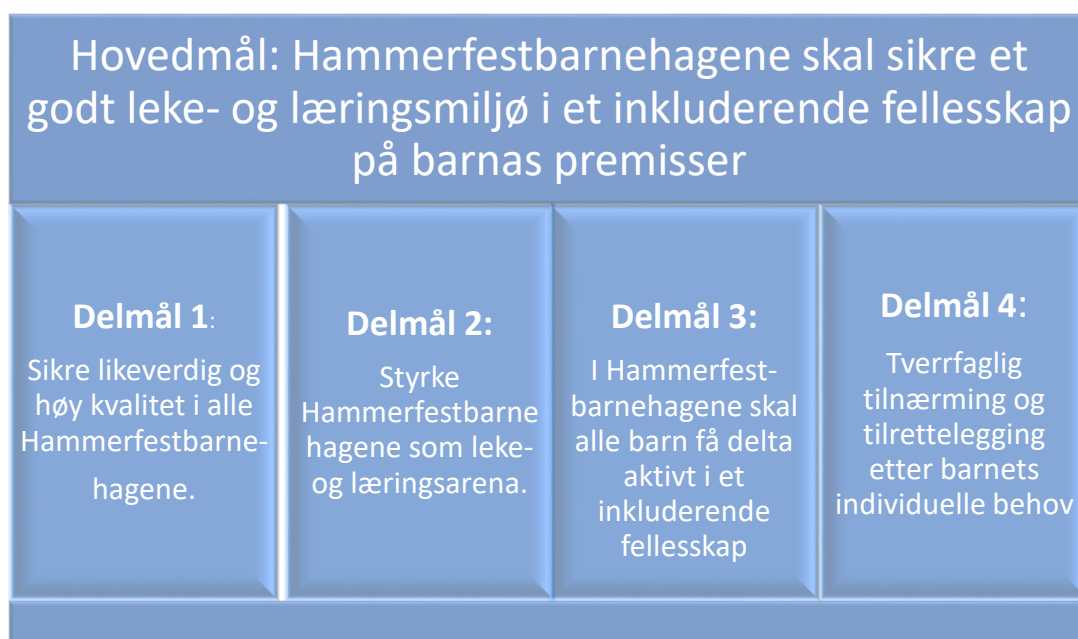 Hovedmål: Hammerfestbarnehagene skal sikre et
godt leke- og læringsmiljø i et inkluderende fellesskap
på barnas premisser
Delmål 1:
Sikre likeverdig og
høy kvalitet i alle
Hammerfestbarne-
hagene.
Delmål 2:
Styrke
Hammerfestbarne
hagene som leke-
og læringsarena.
Delmål 3:
I Hammerfest-
barnehagene skal
alle barn få delta
aktivt i et
inkluderende
fellesskap
Delmål 4:
Tverrfaglig
tilnærming og
tilrettelegging
etter barnets
individuelle behov